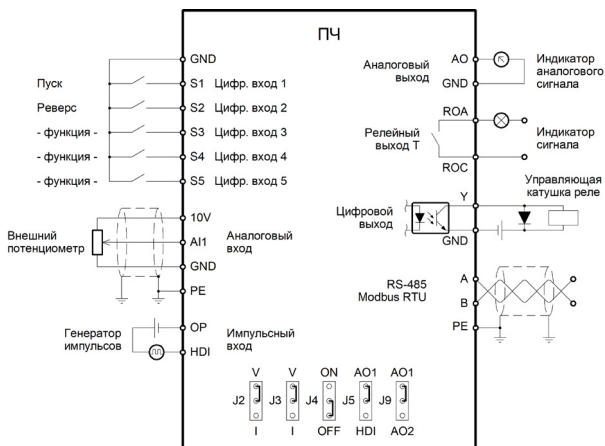 ПЧ
GND
Пуск
S1 Цифр. вход 1
Реверс
S2 Цифр. вход 2
- функция -
S3 Цифр. вход 3
- функция -
S4 Цифр. вход 4
- функция -
S5 Цифр. вход 5
10V
Внешний
потенциометр
AI1
Аналоговый
вход
GND
PE
Генератор
импульсов
OP
Импульсный
вход
HDI
Аналоговый
выход
AO
GND
Индикатор
аналогового
сигнала
ROA
Релейный
выход Т
ROC
Индикатор
сигнала
Y
Цифровой
выход
GND
Управляющая
катушка реле
RS-485
Modbus RTU
A
B
PE
V V ON AO1 AO1
J2 J3 J4 J5 J9
I I OFF HDI AO2